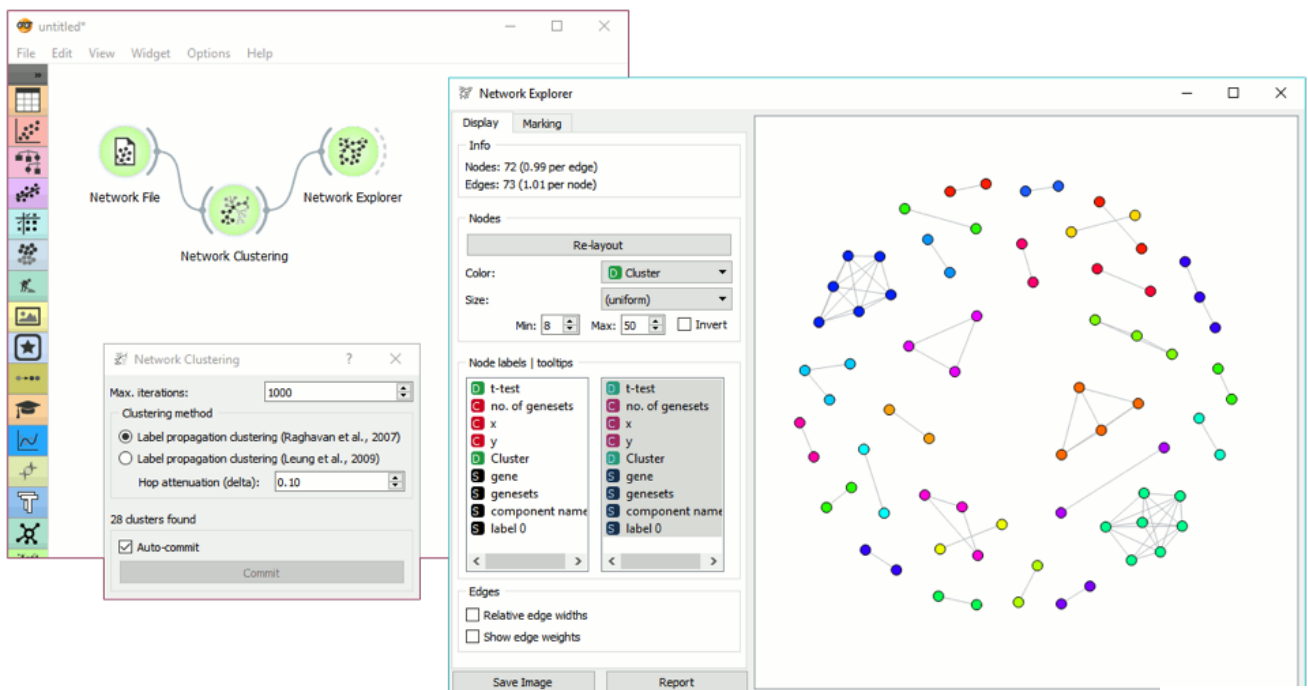 untitled*
File Edit View Widget Options Help
Network File
Network Clustering
Network Explorer
Network Clustering
?
Max. iterations: 1000
Clustering method
Label propagation clustering (Raghavan et al., 2007)
Label propagation clustering (Leung et al., 2009)
Hop attenuation (delta): 0.10
28 clusters found
Auto-commit
Commit
Network Explorer
Display Marking
Info
Nodes: 72 (0.99 per edge)
Edges: 73 (1.01 per node)
Nodes
Re-layout
Color: D Cluster
Size: (uniform)
Min: 8 Max: 50 Invert
Node labels | tooltips
D t-test D t-test
C no. of genesets C no. of genesets
C x C x
C y C y
D Cluster D Cluster
S gene S gene
S genesets S genesets
S component name S component name
S label 0 S label 0
Edges
Relative edge widths
Show edge weights
Save Image Report